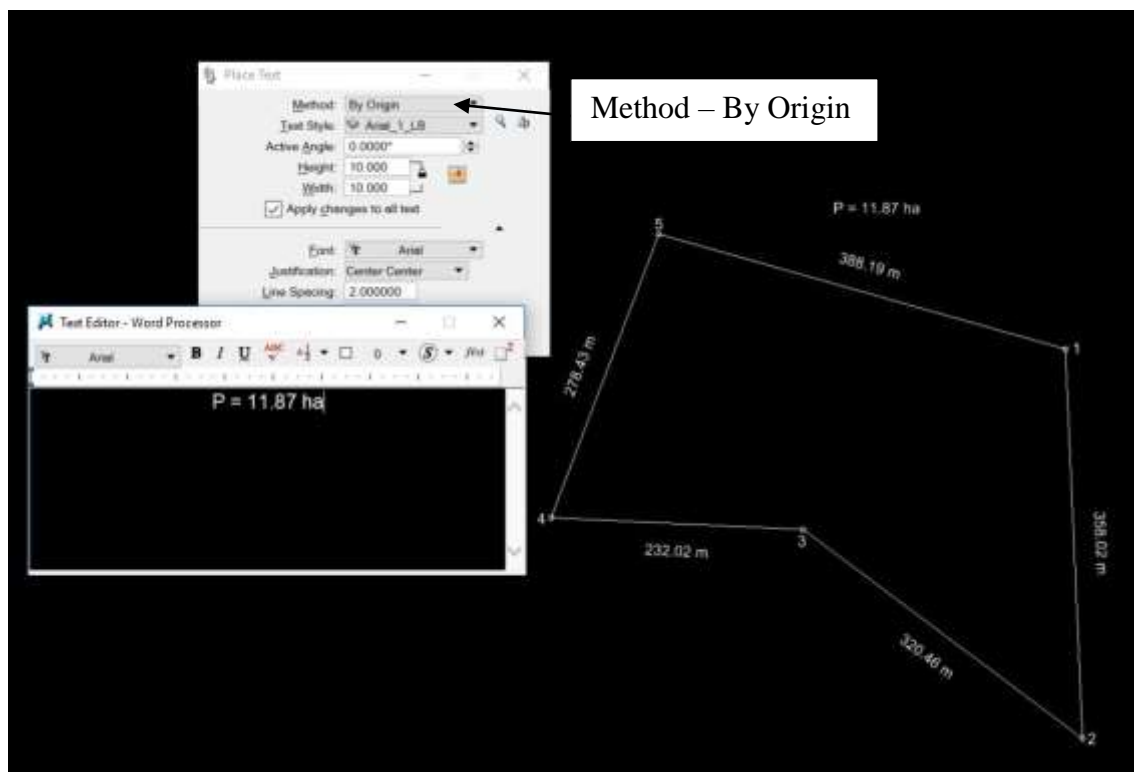 Place Text
Method: By Origin
Text Style: Arial_1_LB
Active Angle: 0.0000°
Height: 10.000
Width: 10.000
Apply changes to all text
Font: Arial
Justification: Center Center
Line Spacing: 2.000000
Method – By Origin
Text Editor - Word Processor
Arial B I U ABC 0 S f(x)
P = 11.87 ha
P = 11.87 ha
5
388.19 m
1
278.43 m
358.02 m
4
232.02 m
3
320.46 m
2